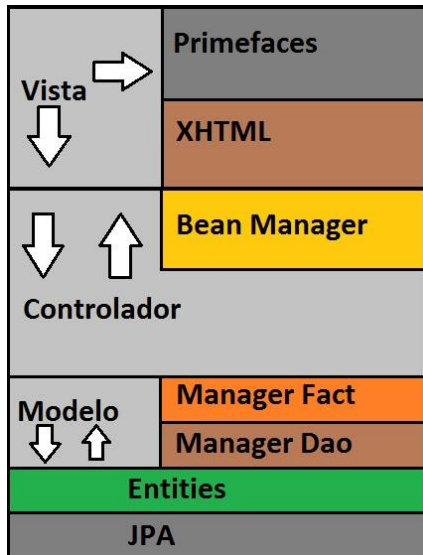 Primefaces
Vista
XHTML
Bean Manager
Controlador
Manager Fact
Modelo
Manager Dao
Entities
JPA